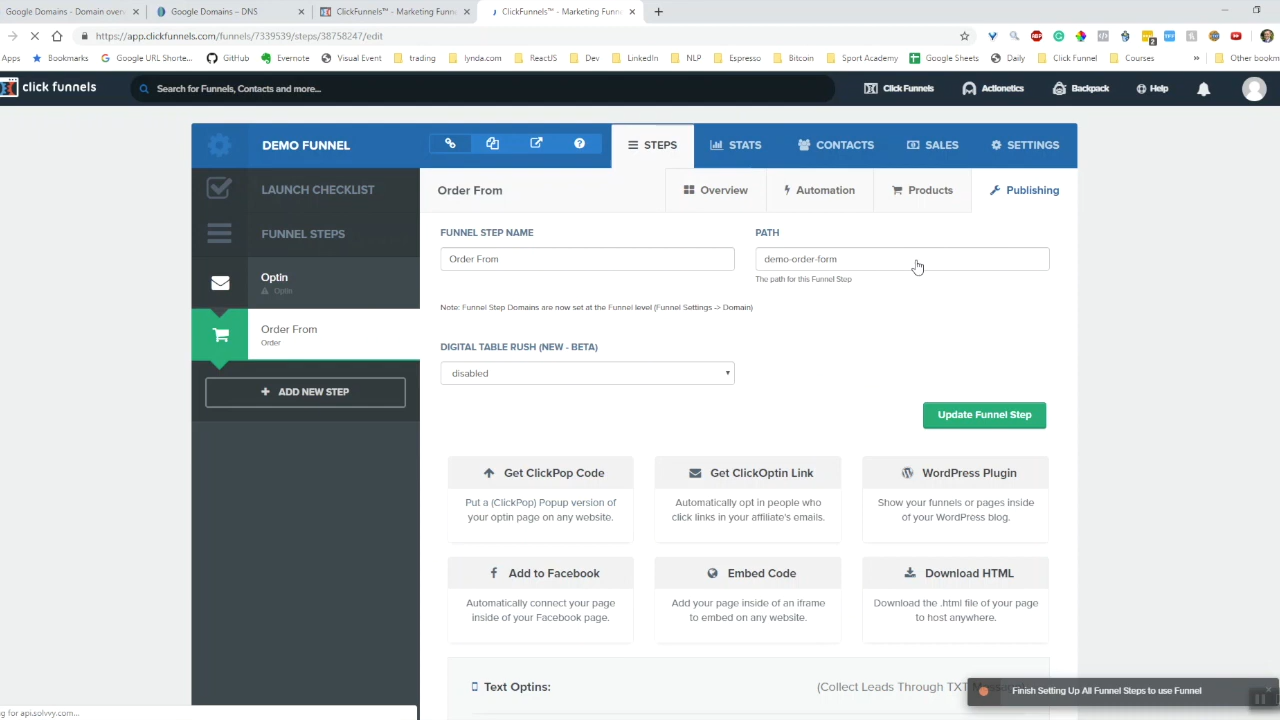 Google Domains - Domain overv
Google Domains – DNS
ClickFunnels™ - Marketing Funn
ClickFunnels™ - Marketing Funn
https://app.clickfunnels.com/funnels/7339539/steps/38758247/edit
Apps Bookmarks Google URL Shorte... GitHub Evernote Visual Event trading lynda.com ReactJS Dev LinkedIn NLP Espresso Bitcoin Sport Academy Google Sheets Daily Click Funnel Courses » Other bookm
click funnels Search for Funnels, Contacts and more... Click Funnels Actionetics Backpack Help
DEMO FUNNEL STEPS STATS CONTACTS SALES SETTINGS
LAUNCH CHECKLIST
FUNNEL STEPS
Optin
Optin
Order From
Order
+ ADD NEW STEP
Order From Overview Automation Products Publishing
FUNNEL STEP NAME
Order From
PATH
demo-order-form
The path for this Funnel Step
Note: Funnel Step Domains are now set at the Funnel level (Funnel Settings -> Domain)
DIGITAL TABLE RUSH (NEW - BETA)
disabled
Update Funnel Step
Get ClickPop Code
Put a (ClickPop) Popup version of
your optin page on any website.
Get ClickOptin Link
Automatically opt in people who
click links in your affiliate's emails.
WordPress Plugin
Show your funnels or pages inside
of your WordPress blog.
Add to Facebook
Automatically connect your page
inside of your Facebook page.
Embed Code
Add your page inside of an iframe
to embed on any website.
Download HTML
Download the .html file of your page
to host anywhere.
Text Optins: (Collect Leads Through TXT
Finish Setting Up All Funnel Steps to use Funnel
g for api.solvvy.com...